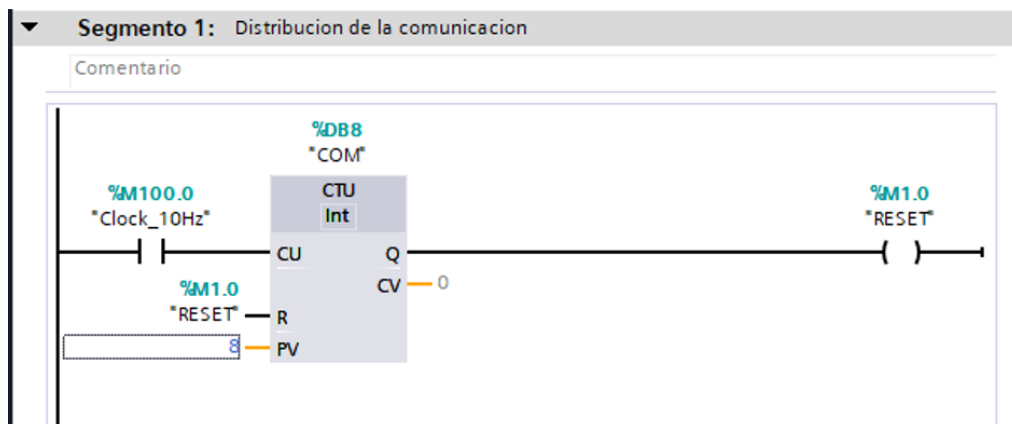 Segmento 1: Distribucion de la comunicacion
Comentario
%DB8
"COM"
%M100.0
"Clock_10Hz"
CTU
Int
%M1.0
"RESET"
CU
Q
CV
0
%M1.0
"RESET"
R
8
PV